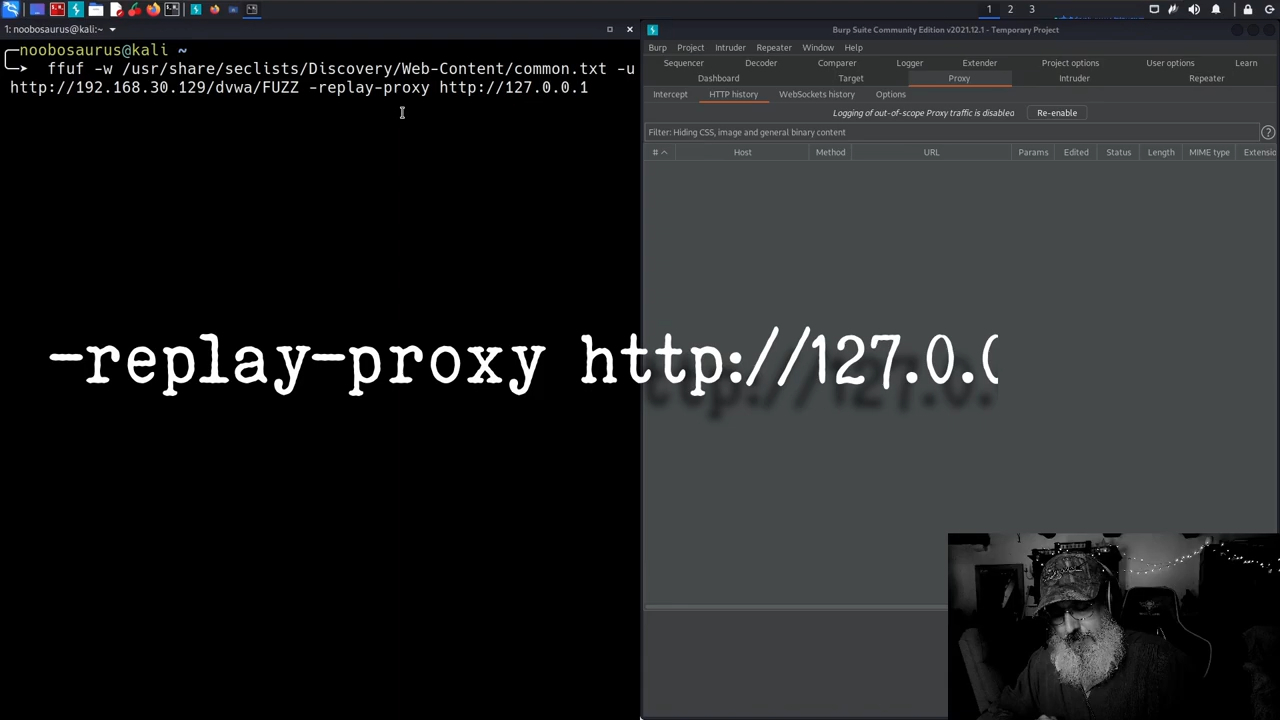 1: noobosaurus@kali:~
noobosaurus@kali ~
ffuf -w /usr/share/seclists/Discovery/Web-Content/common.txt -u
http://192.168.30.129/dvwa/FUZZ -replay-proxy http://127.0.0.1
-replay-proxy http://127.0.0
1 2 3
Burp Suite Community Edition v2021.12.1 - Temporary Project
Burp Project Intruder Repeater Window Help
Sequencer Decoder Comparer Logger Extender Project options User options Learn
Dashboard Target Proxy Intruder Repeater
Intercept HTTP history WebSockets history Options
Logging of out-of-scope Proxy traffic is disabled Re-enable
Filter: Hiding CSS, image and general binary content ?
# Host Method URL Params Edited Status Length MIME type Extensio